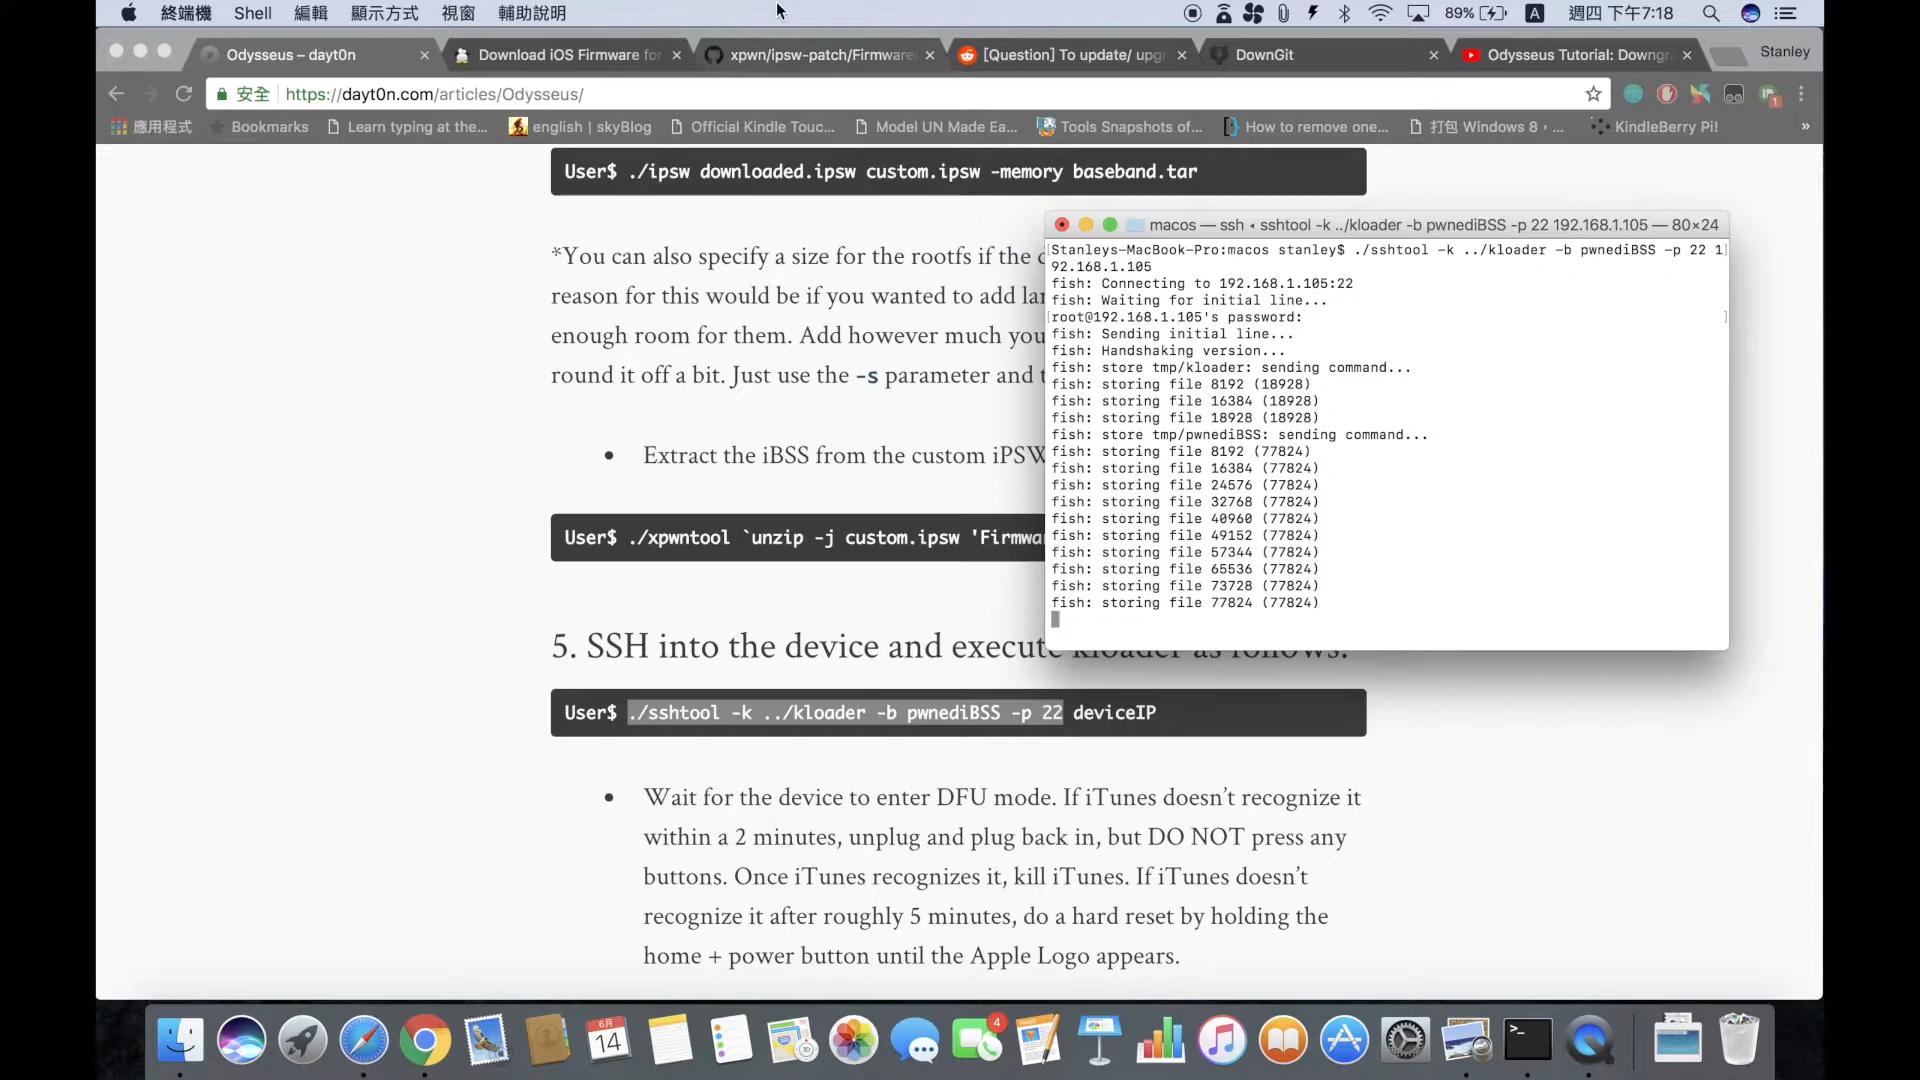 終端機 Shell 編輯 顯示方式 視窗 輔助說明 89% A 週四 下午7:18
Odysseus – dayt0n Download iOS Firmware for xpwn/ipsw-patch/Firmware [Question] To update/ upgr DownGit Odysseus Tutorial: Downgr Stanley
安全 https://dayt0n.com/articles/Odysseus/
應用程式 Bookmarks Learn typing at the... english | skyBlog Official Kindle Touc... Model UN Made Ea... Tools Snapshots of... How to remove one... 打包 Windows 8，... KindleBerry Pi! »
User$ ./ipsw downloaded.ipsw custom.ipsw -memory baseband.tar
*You can also specify a size for the rootfs if the d
reason for this would be if you wanted to add lar
enough room for them. Add however much you
round it off a bit. Just use the -s parameter and t
• Extract the iBSS from the custom iPSW
User$ ./xpwntool `unzip -j custom.ipsw 'Firmwa
5. SSH into the device and execute kloader as follows:
User$ ./sshtool -k ../kloader -b pwnediBSS -p 22 deviceIP
• Wait for the device to enter DFU mode. If iTunes doesn't recognize it
within a 2 minutes, unplug and plug back in, but DO NOT press any
buttons. Once iTunes recognizes it, kill iTunes. If iTunes doesn't
recognize it after roughly 5 minutes, do a hard reset by holding the
home + power button until the Apple Logo appears.
macos — ssh ◂ sshtool -k ../kloader -b pwnediBSS -p 22 192.168.1.105 — 80×24
[Stanleys-MacBook-Pro:macos stanley$ ./sshtool -k ../kloader -b pwnediBSS -p 22 1]
92.168.1.105
fish: Connecting to 192.168.1.105:22
fish: Waiting for initial line...
[root@192.168.1.105's password: ]
fish: Sending initial line...
fish: Handshaking version...
fish: store tmp/kloader: sending command...
fish: storing file 8192 (18928)
fish: storing file 16384 (18928)
fish: storing file 18928 (18928)
fish: store tmp/pwnediBSS: sending command...
fish: storing file 8192 (77824)
fish: storing file 16384 (77824)
fish: storing file 24576 (77824)
fish: storing file 32768 (77824)
fish: storing file 40960 (77824)
fish: storing file 49152 (77824)
fish: storing file 57344 (77824)
fish: storing file 65536 (77824)
fish: storing file 73728 (77824)
fish: storing file 77824 (77824)
6月
14
4